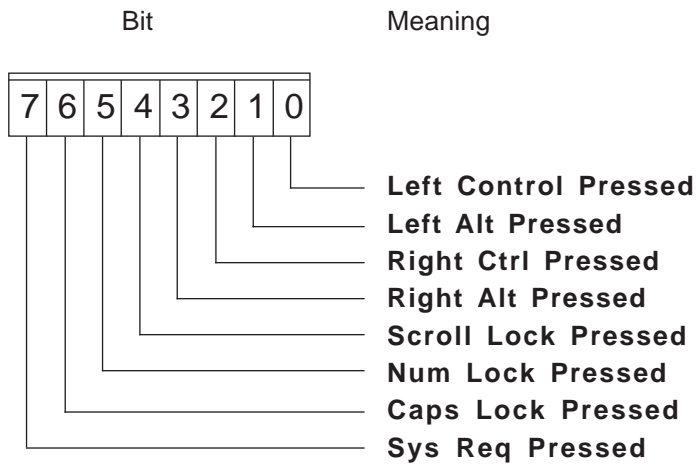 Bit Meaning
7 6 5 4 3 2 1 0
Left Control Pressed
Left Alt Pressed
Right Ctrl Pressed
Right Alt Pressed
Scroll Lock Pressed
Num Lock Pressed
Caps Lock Pressed
Sys Req Pressed